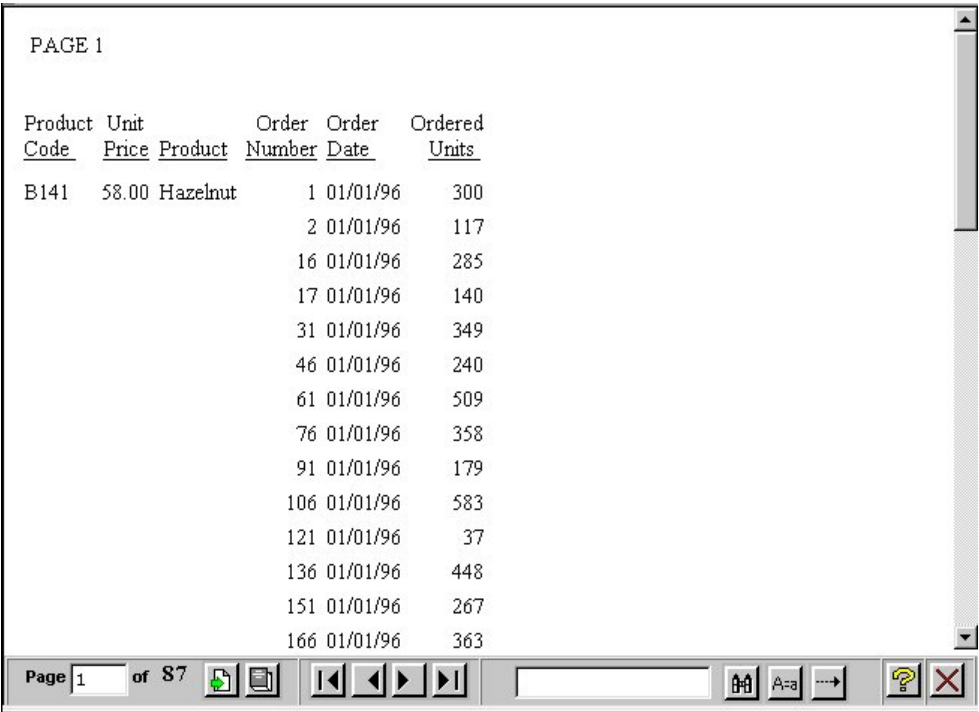 PAGE 1
Product Unit Order Order Ordered
Code Price Product Number Date Units
B141 58.00 Hazelnut 1 01/01/96 300
2 01/01/96 117
16 01/01/96 285
17 01/01/96 140
31 01/01/96 349
46 01/01/96 240
61 01/01/96 509
76 01/01/96 358
91 01/01/96 179
106 01/01/96 583
121 01/01/96 37
136 01/01/96 448
151 01/01/96 267
166 01/01/96 363
Page 1 of 87 A=a